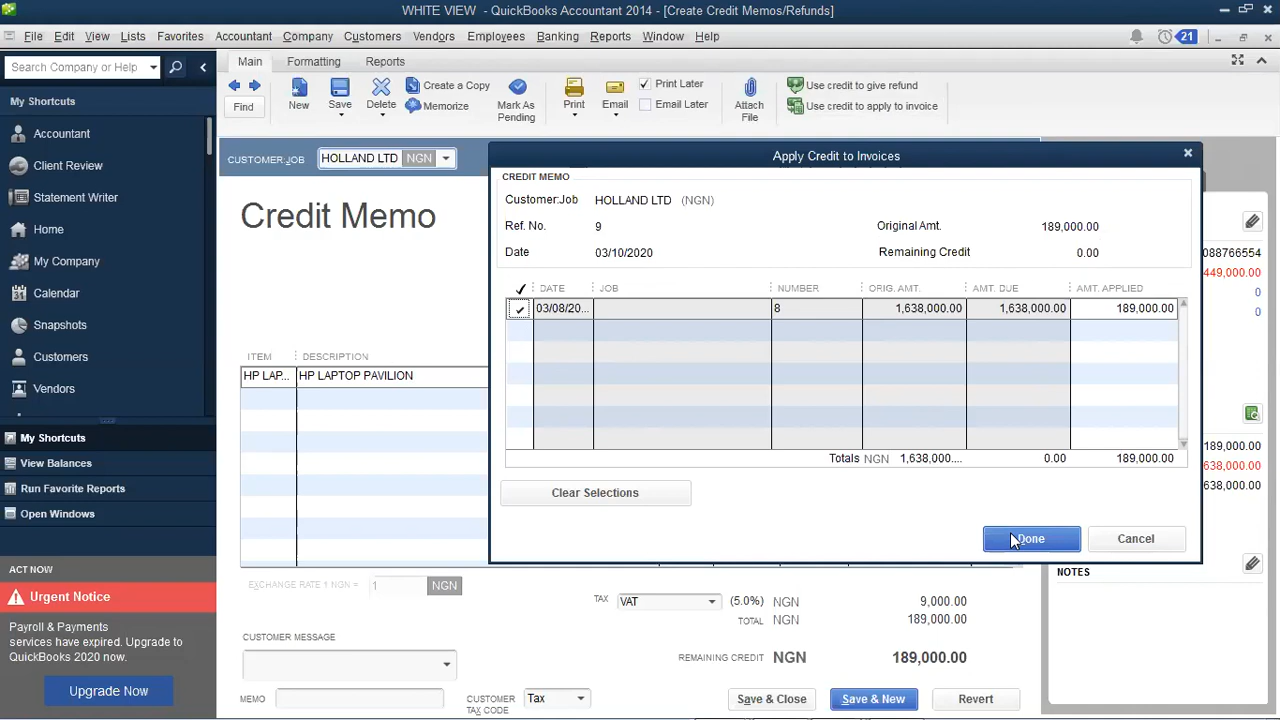 WHITE VIEW - QuickBooks Accountant 2014 - [Create Credit Memos/Refunds]
File Edit View Lists Favorites Accountant Company Customers Vendors Employees Banking Reports Window Help 21
Search Company or Help
Main Formatting Reports
New Save Delete Create a Copy Memorize Mark As Pending Print Email Print Later Email Later Attach File Use credit to give refund Use credit to apply to invoice
Find
My Shortcuts
Accountant
Client Review
Statement Writer
Home
My Company
Calendar
Snapshots
Customers
Vendors
My Shortcuts
View Balances
Run Favorite Reports
Open Windows
ACT NOW
Urgent Notice
Payroll & Payments
services have expired. Upgrade to
QuickBooks 2020 now.
Upgrade Now
CUSTOMER:JOB HOLLAND LTD NGN
Credit Memo
ITEM DESCRIPTION
HP LAP... HP LAPTOP PAVILION
Apply Credit to Invoices
CREDIT MEMO
Customer:Job HOLLAND LTD (NGN)
Ref. No. 9 Original Amt. 189,000.00
Date 03/10/2020 Remaining Credit 0.00
DATE JOB NUMBER ORIG. AMT. AMT. DUE AMT. APPLIED
03/08/20... 8 1,638,000.00 1,638,000.00 189,000.00
Totals NGN 1,638,000.... 0.00 189,000.00
Clear Selections
Done Cancel
088766554
449,000.00
0
0
189,000.00
638,000.00
638,000.00
NOTES
EXCHANGE RATE 1 NGN = 1 NGN
TAX VAT (5.0%) NGN 9,000.00
TOTAL NGN 189,000.00
CUSTOMER MESSAGE
REMAINING CREDIT NGN 189,000.00
MEMO CUSTOMER TAX CODE Tax
Save & Close Save & New Revert